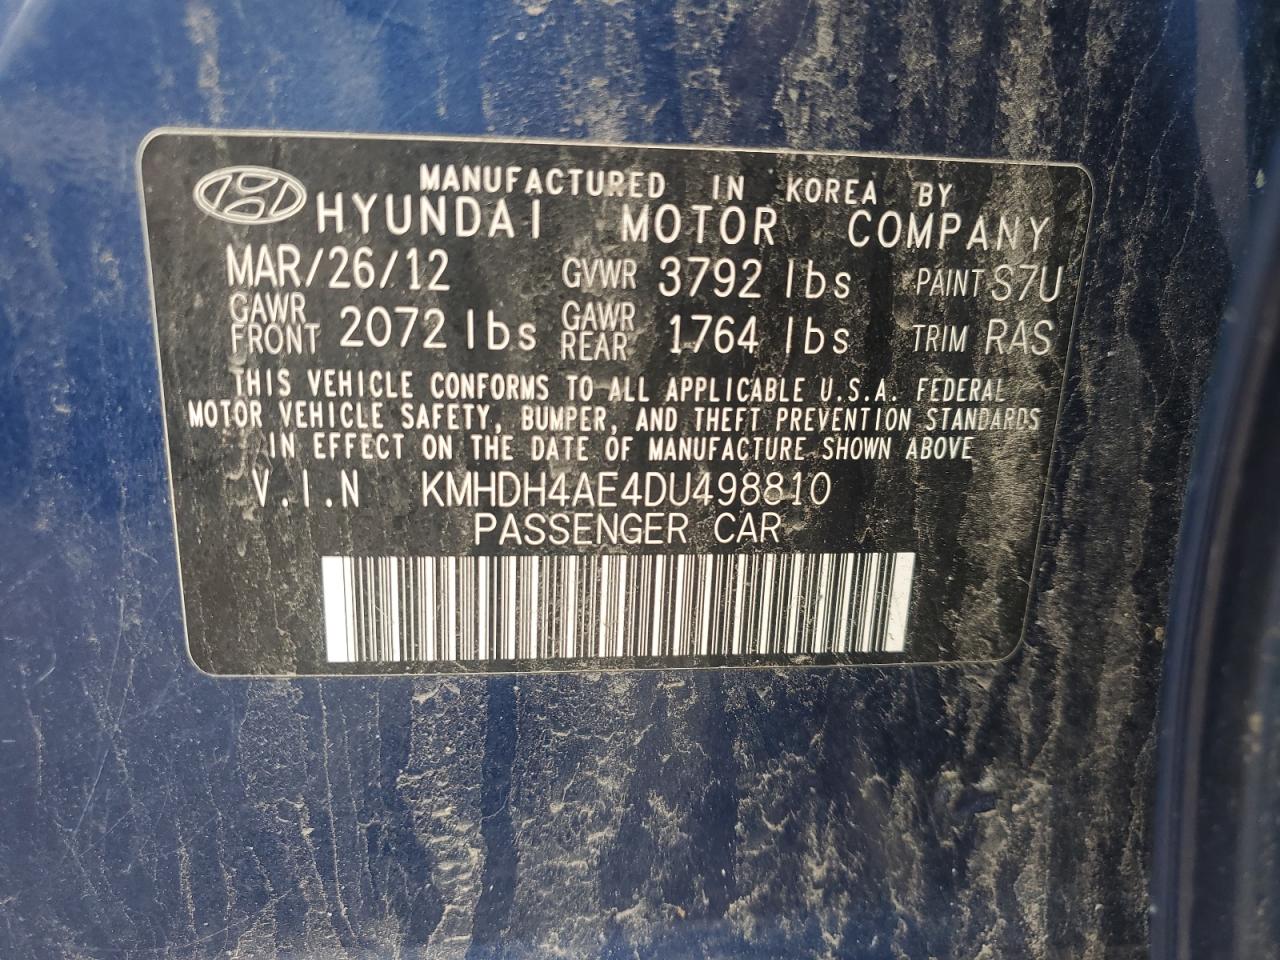 MANUFACTURED IN KOREA BY
HYUNDAI MOTOR COMPANY
MAR/26/12 GVWR 3792 lbs PAINT S7U
GAWR FRONT 2072 lbs GAWR REAR 1764 lbs TRIM RAS
THIS VEHICLE CONFORMS TO ALL APPLICABLE U.S.A. FEDERAL
MOTOR VEHICLE SAFETY, BUMPER, AND THEFT PREVENTION STANDARDS
IN EFFECT ON THE DATE OF MANUFACTURE SHOWN ABOVE
V.I.N KMHDH4AE4DU498810
PASSENGER CAR